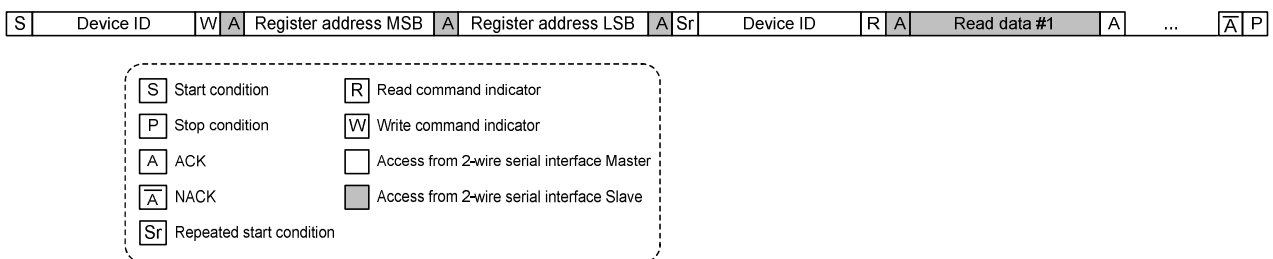 S Device ID W A Register address MSB A Register address LSB A Sr Device ID R A Read data #1 A ... A̅ P
S Start condition R Read command indicator
P Stop condition W Write command indicator
A ACK Access from 2-wire serial interface Master
A̅ NACK Access from 2-wire serial interface Slave
Sr Repeated start condition